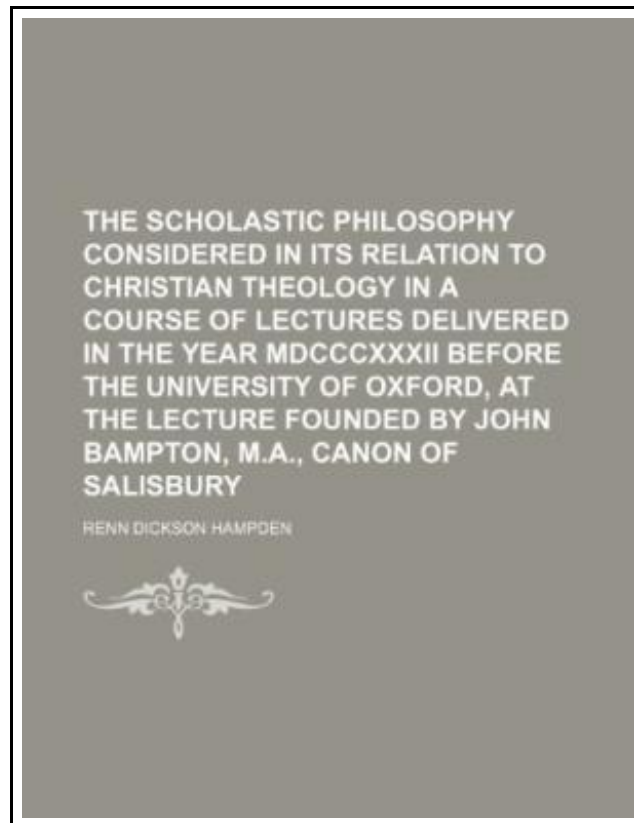 THE SCHOLASTIC PHILOSOPHY
CONSIDERED IN ITS RELATION TO
CHRISTIAN THEOLOGY IN A
COURSE OF LECTURES DELIVERED
IN THE YEAR MDCCCXXXII BEFORE
THE UNIVERSITY OF OXFORD, AT
THE LECTURE FOUNDED BY JOHN
BAMPTON, M.A., CANON OF
SALISBURY
RENN DICKSON HAMPDEN